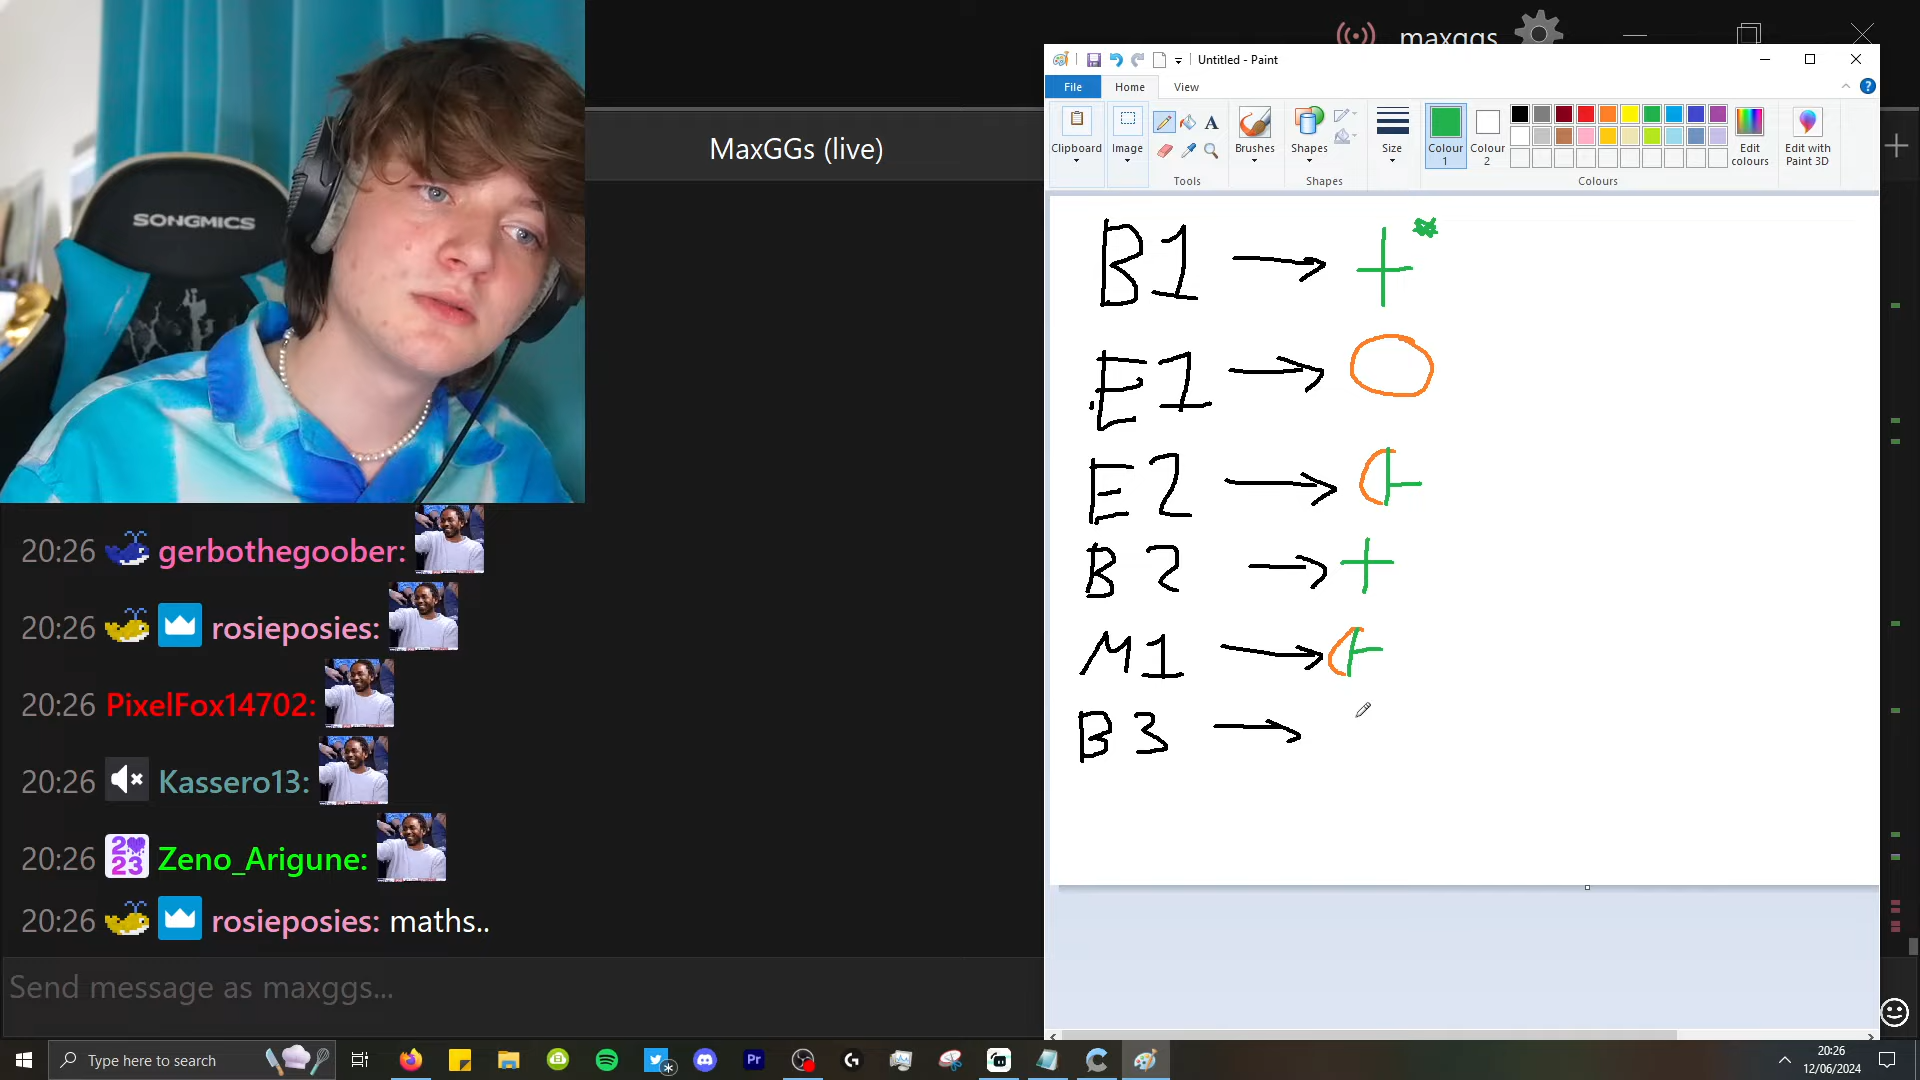 maxggs
SONGMICS
MaxGGs (live)
Untitled - Paint
File
Home
View
Clipboard
Image
A
Tools
Brushes
Shapes
Shapes
Size
Colour
1
Colour
2
Edit
colours
Edit with
Paint 3D
Colours
B1 → +*
E1 →
E2 →
B2 → +
M1 →
B3 →
20:26 gerbothegoober:
20:26 rosieposies:
20:26 PixelFox14702:
20:26 Kassero13:
20:26 2023 Zeno_Arigune:
20:26 rosieposies: maths..
Send message as maxggs...
Type here to search
Pr
20:26
12/06/2024